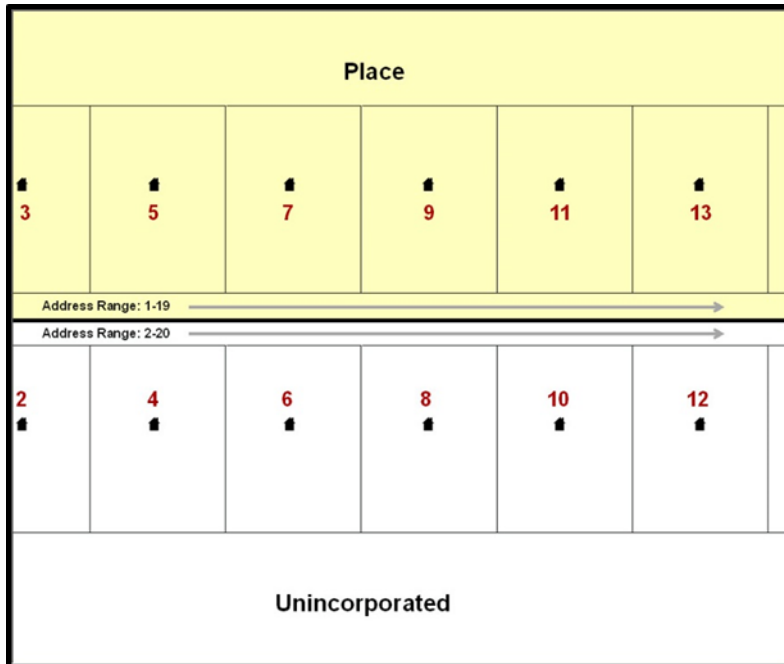 Place
3 5 7 9 11 13
Address Range: 1-19
Address Range: 2-20
2 4 6 8 10 12
Unincorporated